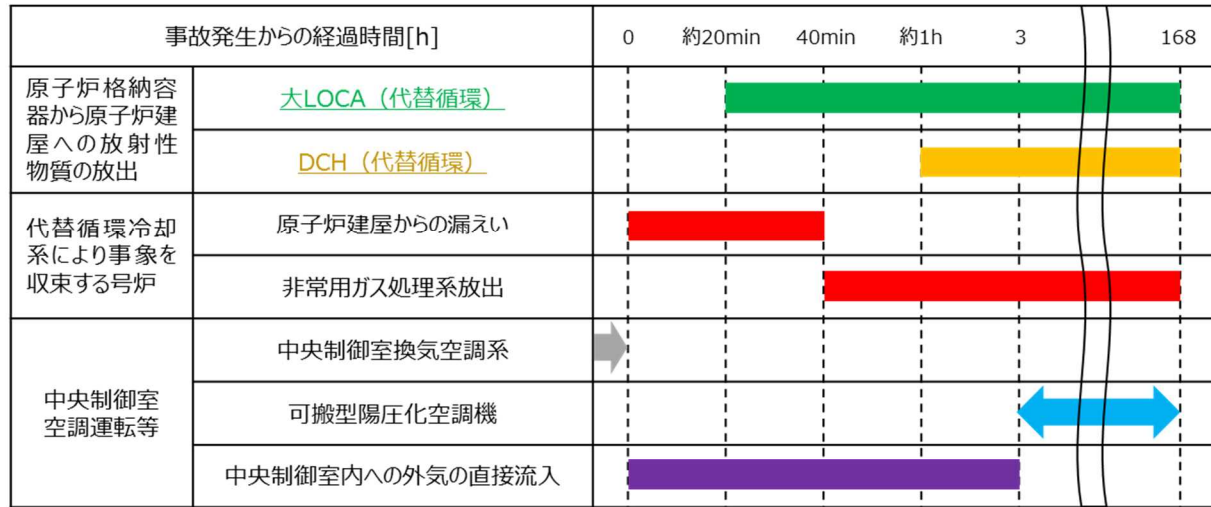 事故発生からの経過時間[h]
0 約20min 40min 約1h 3 168
原子炉格納容
器から原子炉建
屋への放射性
物質の放出
大LOCA（代替循環）
DCH（代替循環）
代替循環冷却
系により事象を
収束する号炉
原子炉建屋からの漏えい
非常用ガス処理系放出
中央制御室
空調運転等
中央制御室換気空調系
可搬型陽圧化空調機
中央制御室内への外気の直接流入